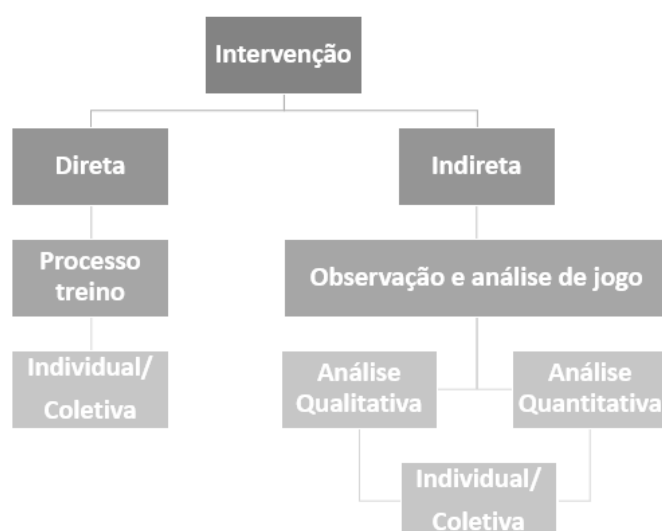 Intervenção
Direta
Indireta
Processo
treino
Observação e análise de jogo
Individual/
Coletiva
Análise
Qualitativa
Análise
Quantitativa
Individual/
Coletiva